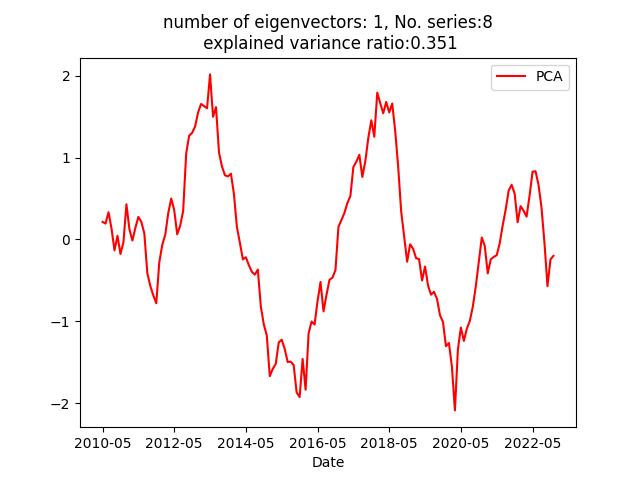 number of eigenvectors: 1, No. series:8
explained variance ratio:0.351
PCA
2
1
0
−1
−2
2010-05 2012-05 2014-05 2016-05 2018-05 2020-05 2022-05
Date